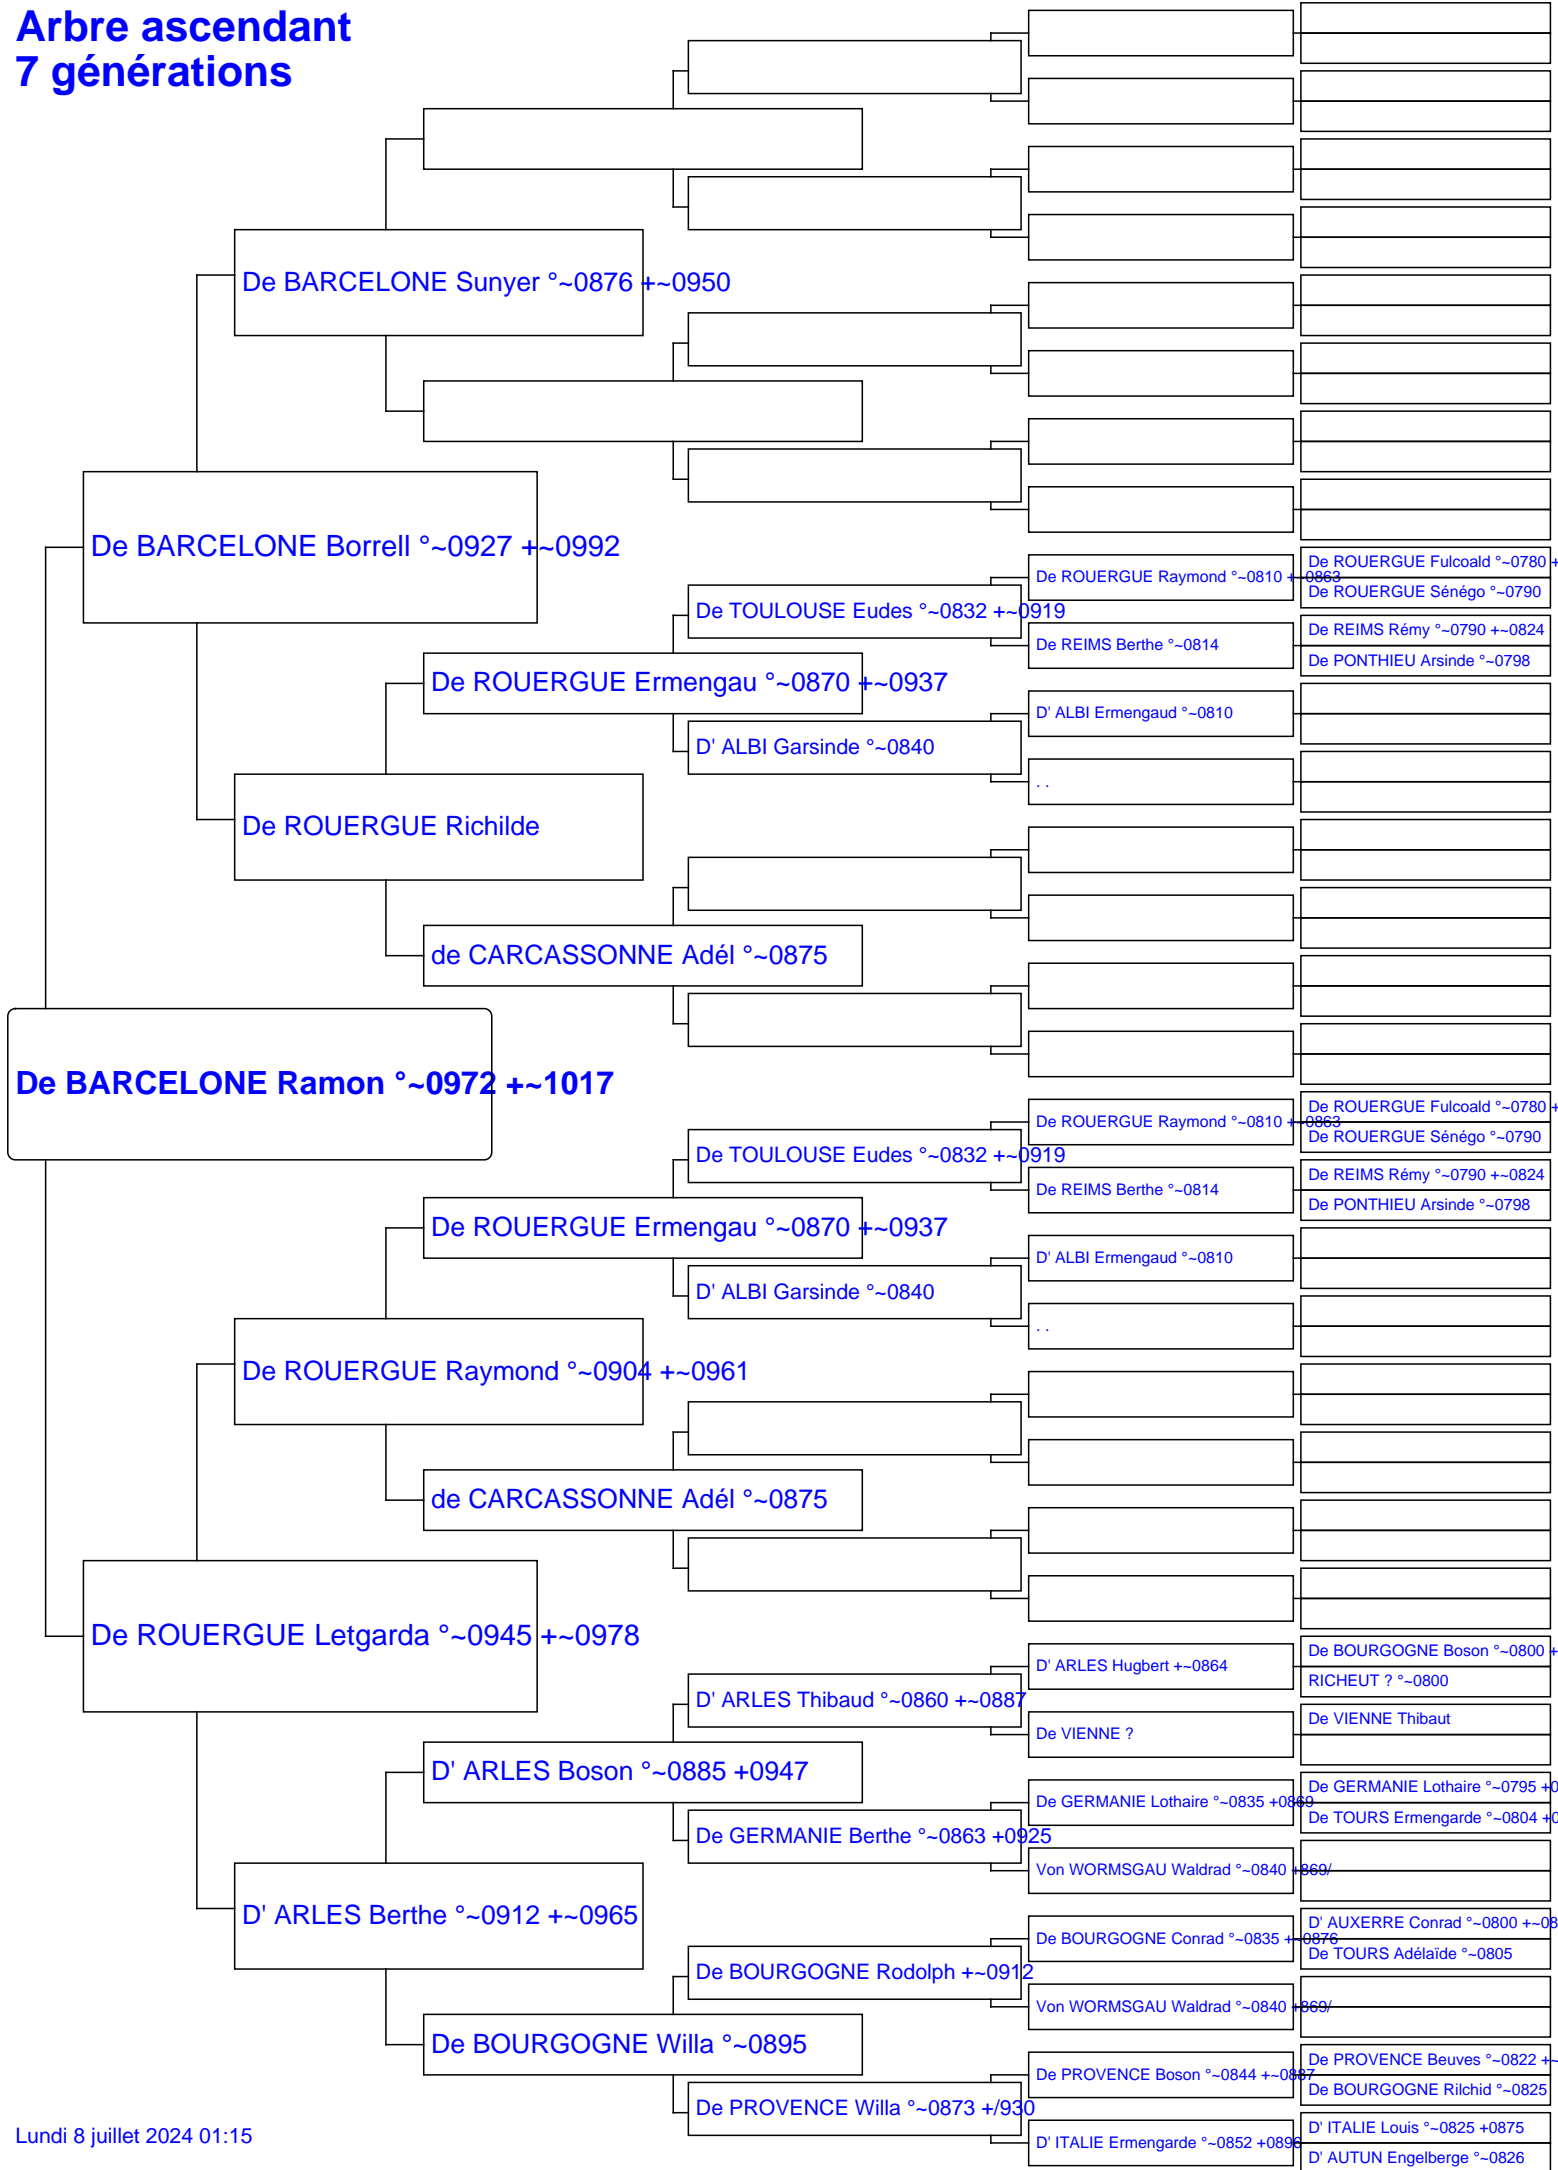 Arbre ascendant
7 générations
De BARCELONE Sunyer °~0876 +~0950
De BARCELONE Borrell °~0927 +~0992
De ROUERGUE Raymond °~0810 +~0863
De ROUERGUE Fulcoald °~0780 +
De ROUERGUE Sénégo °~0790
De TOULOUSE Eudes °~0832 +~0919
De REIMS Berthe °~0814
De REIMS Rémy °~0790 +~0824
De PONTHIEU Arsinde °~0798
De ROUERGUE Ermengau °~0870 +~0937
D' ALBI Ermengaud °~0810
D' ALBI Garsinde °~0840
. .
De ROUERGUE Richilde
de CARCASSONNE Adél °~0875
De BARCELONE Ramon °~0972 +~1017
De ROUERGUE Raymond °~0810 +~0863
De ROUERGUE Fulcoald °~0780 +
De ROUERGUE Sénégo °~0790
De TOULOUSE Eudes °~0832 +~0919
De REIMS Berthe °~0814
De REIMS Rémy °~0790 +~0824
De PONTHIEU Arsinde °~0798
De ROUERGUE Ermengau °~0870 +~0937
D' ALBI Ermengaud °~0810
D' ALBI Garsinde °~0840
. .
De ROUERGUE Raymond °~0904 +~0961
de CARCASSONNE Adél °~0875
De ROUERGUE Letgarda °~0945 +~0978
D' ARLES Hugbert +~0864
De BOURGOGNE Boson °~0800 +
RICHEUT ? °~0800
D' ARLES Thibaud °~0860 +~0887
De VIENNE ?
De VIENNE Thibaut
D' ARLES Boson °~0885 +0947
De GERMANIE Lothaire °~0835 +0869
De GERMANIE Lothaire °~0795 +0
De TOURS Ermengarde °~0804 +0
De GERMANIE Berthe °~0863 +0925
Von WORMSGAU Waldrad °~0840 +869/
D' ARLES Berthe °~0912 +~0965
De BOURGOGNE Conrad °~0835 +~0876
D' AUXERRE Conrad °~0800 +~08
De TOURS Adélaïde °~0805
De BOURGOGNE Rodolph +~0912
Von WORMSGAU Waldrad °~0840 +869/
De BOURGOGNE Willa °~0895
De PROVENCE Boson °~0844 +~0887
De PROVENCE Beuves °~0822 +~
De BOURGOGNE Rilchid °~0825
De PROVENCE Willa °~0873 +/930
D' ITALIE Ermengarde °~0852 +0896
D' ITALIE Louis °~0825 +0875
D' AUTUN Engelberge °~0826
Lundi 8 juillet 2024 01:15